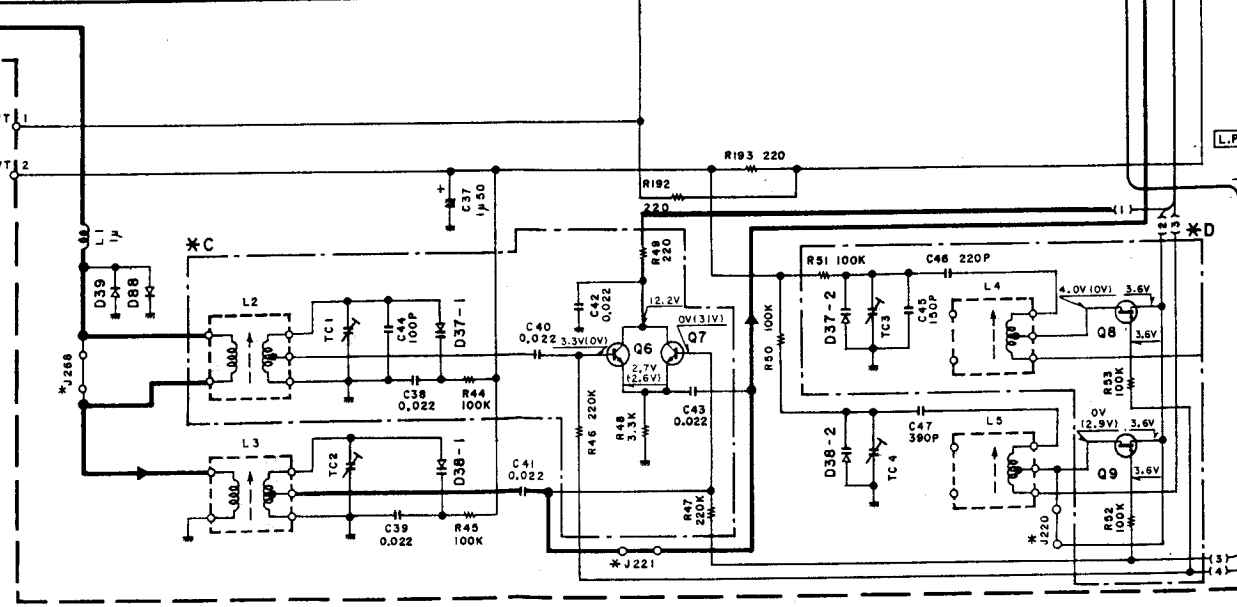 1
2
R193 220
L.P
R192
220
+
C37
1μ50
(1)
(2)
(3)
*D
L1
1μ
*C
R49
220
D39
D88
R51 100K
C46 220P
L2
C42
0.022
12.2V
L4
4.0V(0V)
3.6V
TC1
C44
100P
D37-1
C40
0.022
0V(3.1V)
Q7
3.3V(0V)
Q6
R50 100K
D37-2
TC3
C45
150P
Q8
3.6V
*J268
2.7V
(2.6V)
C38
0.022
R44
100K
R46 220K
R48
3.3K
C43
0.022
R53
100K
L3
TC2
D38-1
C41
0.022
D38-2
TC4
C47
390P
L5
0V
(2.9V)
3.6V
Q9
3.6V
R47
220K
C39
0.022
R45
100K
R52
100K
*J220
*J221
(3)
(4)